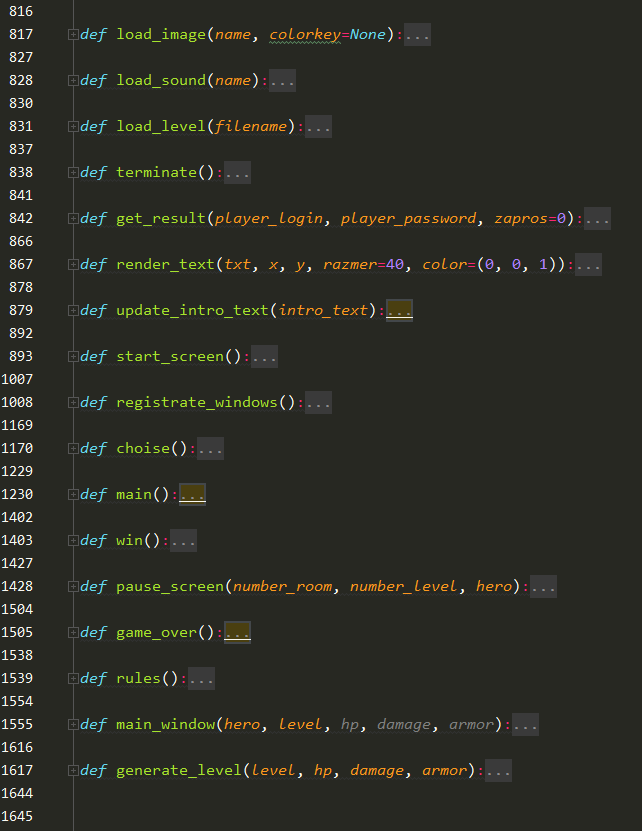 816
817 def load_image(name, colorkey=None):...
827
828 def load_sound(name):...
830
831 def load_level(filename):...
837
838 def terminate():...
841
842 def get_result(player_login, player_password, zapros=0):...
866
867 def render_text(txt, x, y, razmer=40, color=(0, 0, 1)):...
878
879 def update_intro_text(intro_text):...
892
893 def start_screen():...
1007
1008 def registrate_windows():...
1169
1170 def choise():...
1229
1230 def main():...
1402
1403 def win():...
1427
1428 def pause_screen(number_room, number_level, hero):...
1504
1505 def game_over():...
1538
1539 def rules():...
1554
1555 def main_window(hero, level, hp, damage, armor):...
1616
1617 def generate_level(level, hp, damage, armor):...
1644
1645